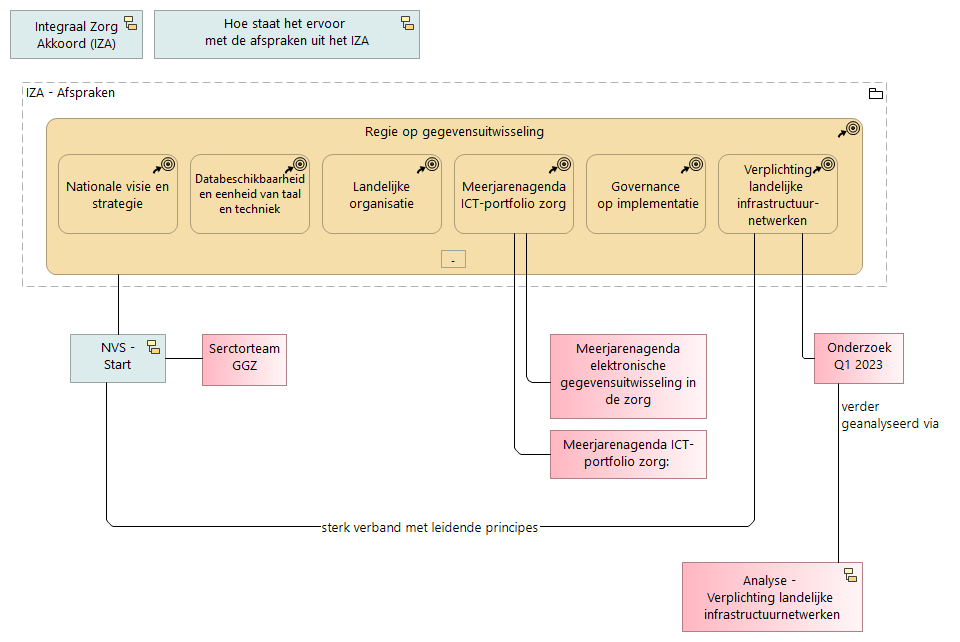 Integraal Zorg
Akkoord (IZA)
Hoe staat het ervoor
met de afspraken uit het IZA
IZA - Afspraken
Regie op gegevensuitwisseling
Nationale visie en
strategie
Databeschikbaarheid
en eenheid van taal
en techniek
Landelijke
organisatie
Meerjarenagenda
ICT-portfolio zorg
Governance
op implementatie
Verplichting
landelijke
infrastructuur-
netwerken
-
NVS -
Start
Serctorteam
GGZ
Meerjarenagenda
elektronische
gegevensuitwisseling in
de zorg
Meerjarenagenda ICT-
portfolio zorg:
Onderzoek
Q1 2023
verder
geanalyseerd via
sterk verband met leidende principes
Analyse -
Verplichting landelijke
infrastructuurnetwerken